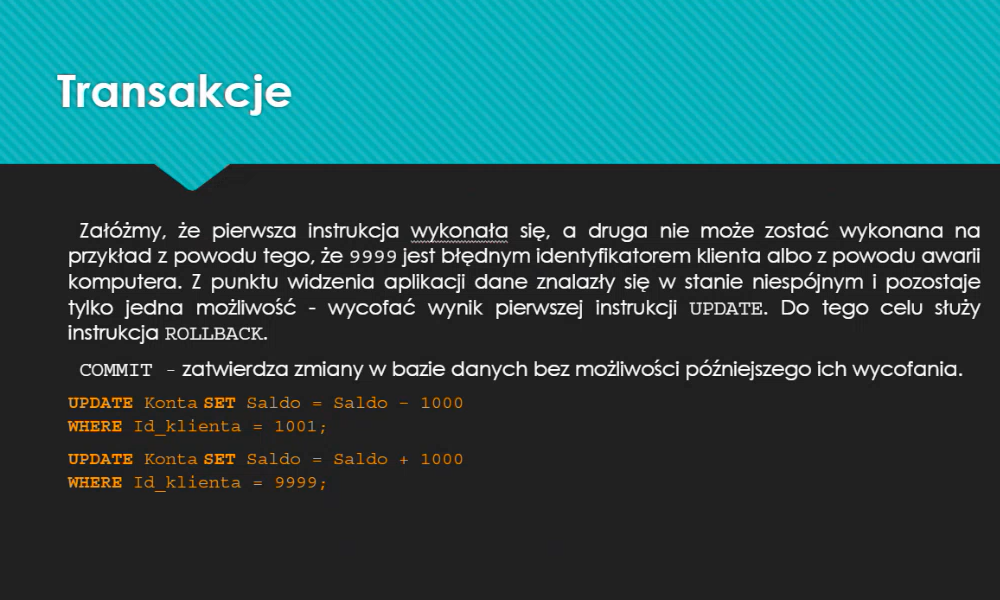 Transakcje
Załóżmy, że pierwsza instrukcja wykonała się, a druga nie może zostać wykonana na
przykład z powodu tego, że 9999 jest błędnym identyfikatorem klienta albo z powodu awarii
komputera. Z punktu widzenia aplikacji dane znalazły się w stanie niespójnym i pozostaje
tylko jedna możliwość - wycofać wynik pierwszej instrukcji UPDATE. Do tego celu służy
instrukcja ROLLBACK.
COMMIT - zatwierdza zmiany w bazie danych bez możliwości późniejszego ich wycofania.
UPDATE Konta SET Saldo = Saldo – 1000
WHERE Id_klienta = 1001;
UPDATE Konta SET Saldo = Saldo + 1000
WHERE Id_klienta = 9999;